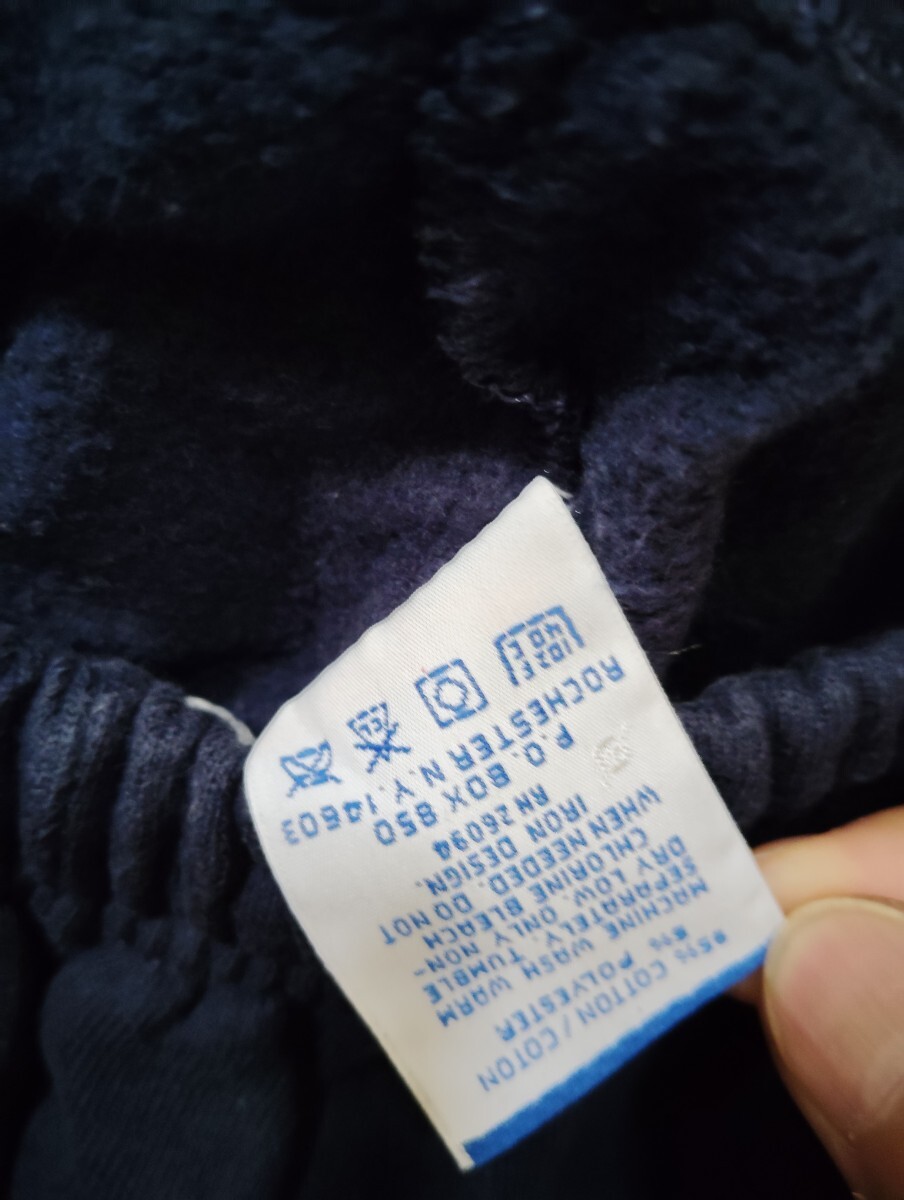 95% COTTON/COTON
5% POLYESTER
MACHINE WASH WARM
SEPARATELY. TUMBLE
DRY LOW. ONLY NON-
CHLORINE BLEACH
WHEN NEEDED. DO NOT
IRON DESIGN.
RN 26094
P.O. BOX 850
ROCHESTER N.Y. 14603